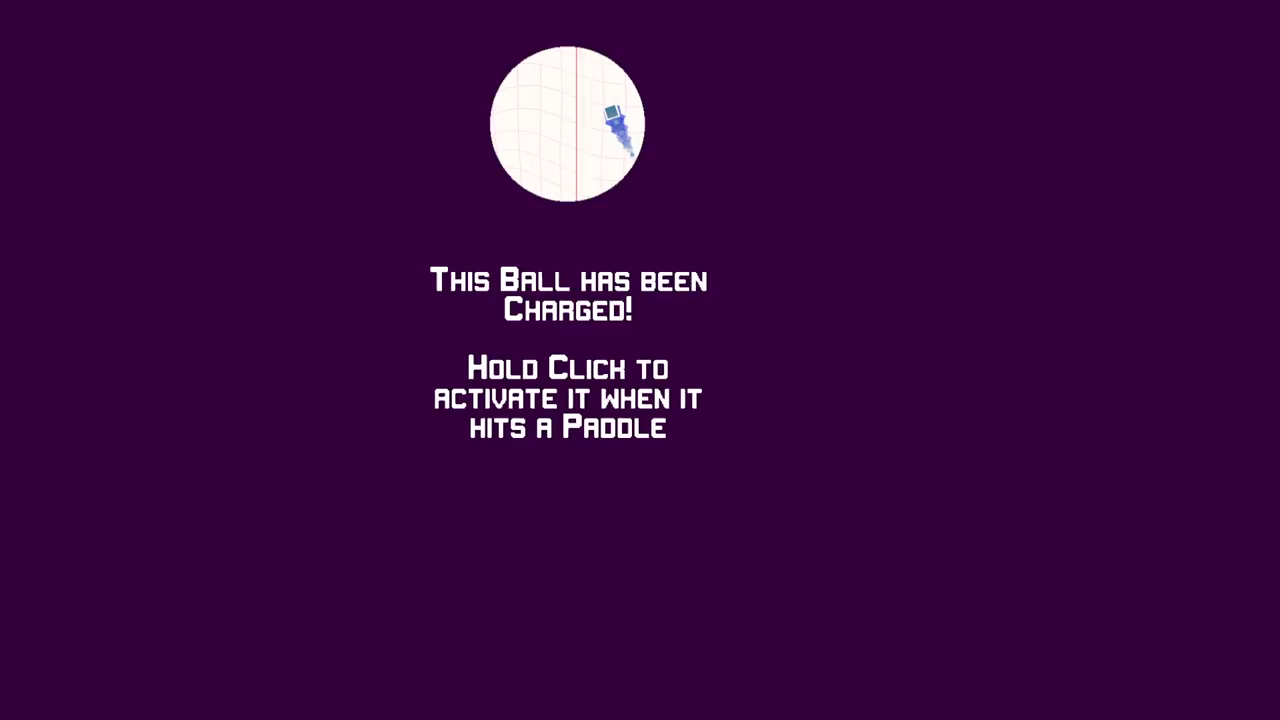 This Ball has been
Charged!
Hold Click to
activate it when it
hits a Paddle